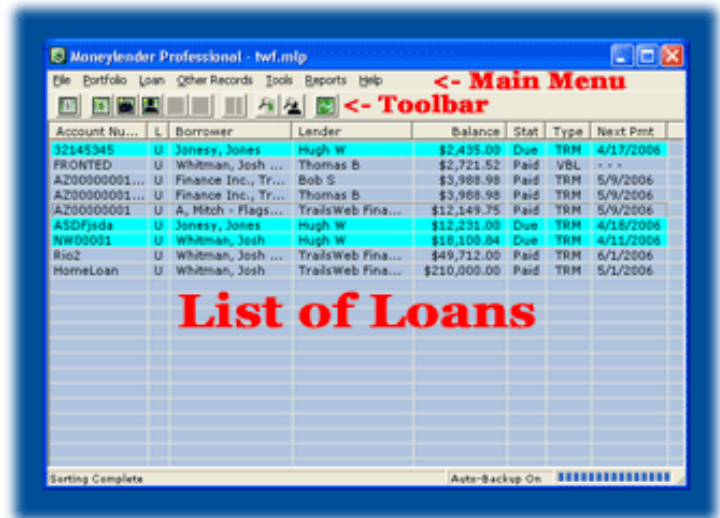 Moneylender Professional - twf.mlp
File Portfolio Loan Other Records Tools Reports Help <- Main Menu
<- Toolbar
Account Nu... L Borrower Lender Balance Stat Type Next Pmt
32145345 U Jonesy, Jones Hugh W $2,435.00 Due TRM 4/17/2006
FRONTED U Whitman, Josh ... Thomas B $2,721.52 Paid VBL - - -
AZ00000001... U Finance Inc., Tr... Bob S $3,988.98 Paid TRM 5/9/2006
AZ00000001... U Finance Inc., Tr... Thomas B $3,988.98 Paid TRM 5/9/2006
AZ00000001 U A, Mitch - Flags... TrailsWeb Fina... $12,149.75 Paid TRM 5/9/2006
ASDFjsda U Jonesy, Jones Hugh W $12,231.00 Due TRM 4/18/2006
NW00001 U Whitman, Josh Hugh W $18,100.84 Due TRM 4/11/2006
Rio2 U Whitman, Josh TrailsWeb Fina... $49,712.00 Paid TRM 6/1/2006
HomeLoan U Whitman, Josh TrailsWeb Fina... $210,000.00 Paid TRM 5/1/2006
List of Loans
Sorting Complete Auto-Backup On